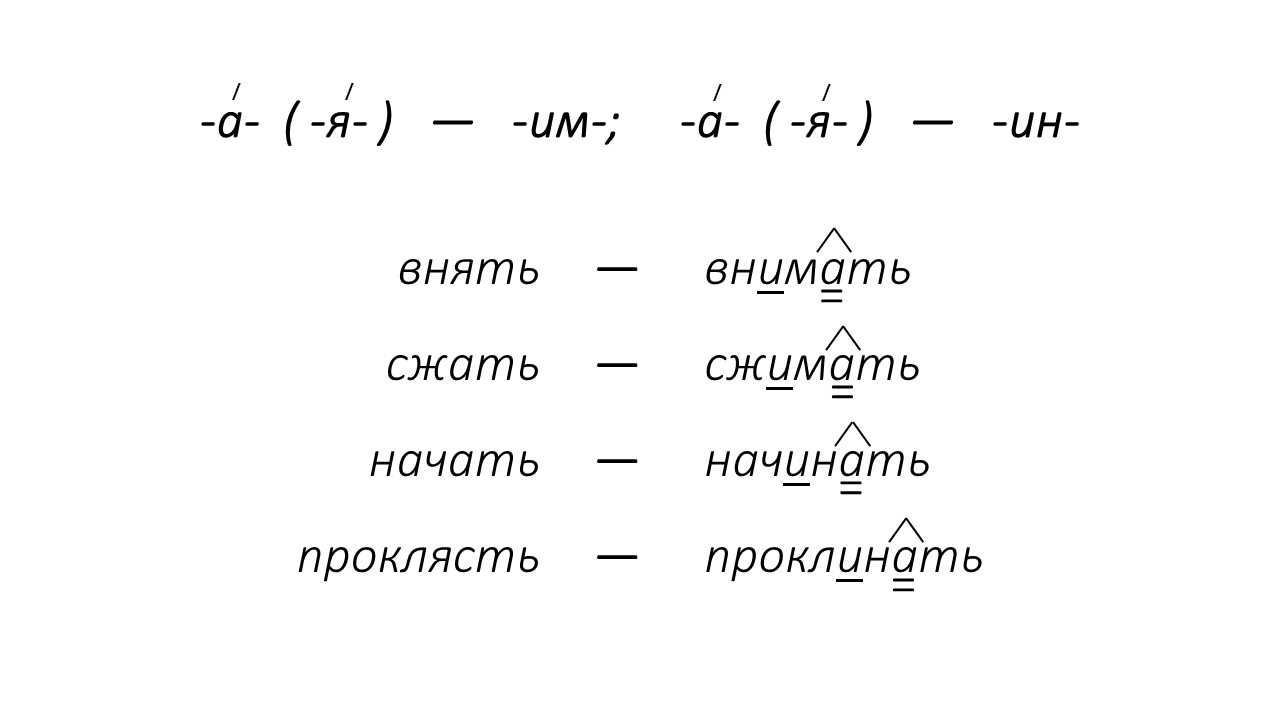 -а́- ( -я́- ) — -им-; -а́- ( -я́- ) — -ин-
внять — внимать
сжать — сжимать
начать — начинать
проклясть — проклинать